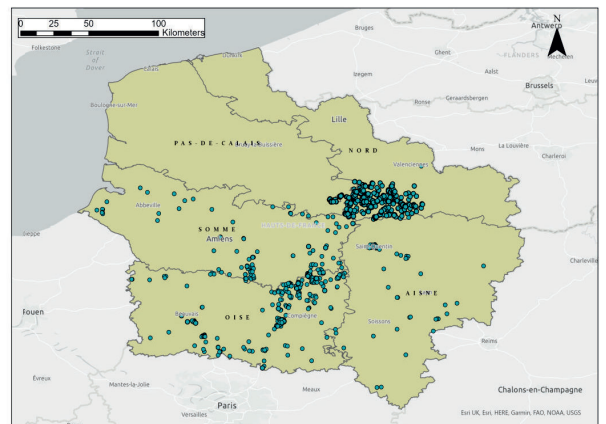 0 25 50 100
Kilometers
N
Folkestone
Strait
of
Dover
Calais
Bruges
Antwerp
Ghent
Mechelen
FLANDERS
Izegem
Aalst
Brussels
Boulogne-sur-Mer
Ronse
Geraardsbergen
Lille
PAS-DE-CALAIS
NORD
Mons
La Louvière
Charleroi
Valenciennes
Abbeville
SOMME
Amiens
Charleville
AISNE
Beauvais
OISE
Compiègne
Soissons
Reims
Évreux
Mantes-la-Jolie
Meaux
Paris
Versailles
Chalons-en-Champagne
Esri UK, Esri, HERE, Garmin, FAO, NOAA, USGS